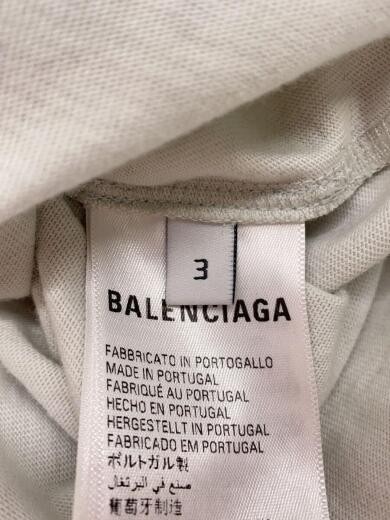 3
BALENCIAGA
FABBRICATO IN PORTOGALLO
MADE IN PORTUGAL
FABRIQUÉ AU PORTUGAL
HECHO EN PORTUGAL
HERGESTELLT IN PORTUGAL
FABRICADO EM PORTUGAL
ポルトガル製
صنع في البرتغال
葡萄牙制造